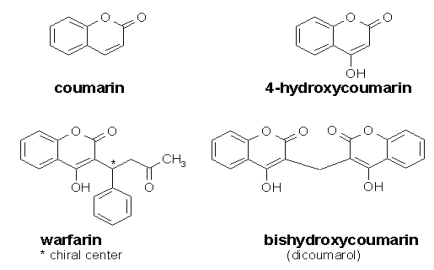 O O
O O
OH
coumarin
4-hydroxycoumarin
O O
*
CH3
OH
O
O O
O O
OH
OH
warfarin
* chiral center
bishydroxycoumarin
(dicoumarol)